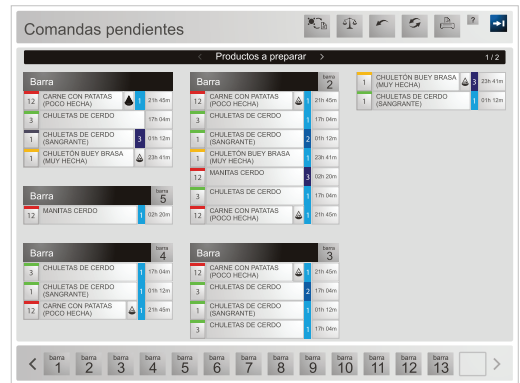 Comandas pendientes
?
< Productos a preparar >
1 / 2
Barra
12 CARNE CON PATATAS 1 21h 45m
(POCO HECHA)
3 CHULETAS DE CERDO 17h 04m
1 CHULETAS DE CERDO 3 01h 12m
(SANGRANTE)
1 CHULETÓN BUEY BRASA 23h 41m
(MUY HECHA)
Barra barra 5
12 MANITAS CERDO 1 02h 20m
Barra barra 4
3 CHULETAS DE CERDO 1 17h 04m
1 CHULETAS DE CERDO 1 01h 12m
(SANGRANTE)
12 CARNE CON PATATAS 1 21h 45m
(POCO HECHA)
Barra barra 2
12 CARNE CON PATATAS 1 21h 45m
(POCO HECHA)
3 CHULETAS DE CERDO 1 17h 04m
1 CHULETAS DE CERDO 2 01h 12m
(SANGRANTE)
1 CHULETÓN BUEY BRASA 1 23h 41m
(MUY HECHA)
12 MANITAS CERDO 3 02h 20m
3 CHULETAS DE CERDO 1 17h 04m
12 CARNE CON PATATAS 1 21h 45m
(POCO HECHA)
Barra barra 3
12 CARNE CON PATATAS 1 21h 45m
(POCO HECHA)
3 CHULETAS DE CERDO 2 17h 04m
1 CHULETAS DE CERDO 1 01h 12m
(SANGRANTE)
3 CHULETAS DE CERDO 1 17h 04m
1 CHULETÓN BUEY BRASA 3 23h 41m
(MUY HECHA)
1 CHULETAS DE CERDO 1 01h 12m
(SANGRANTE)
barra barra barra barra barra barra barra barra barra barra barra barra barra
1 2 3 4 5 6 7 8 9 10 11 12 13